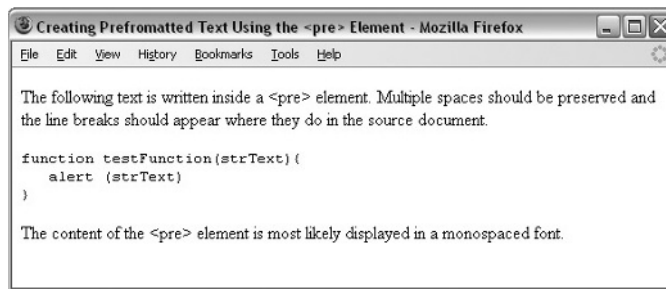 Creating Prefromatted Text Using the <pre> Element - Mozilla Firefox
File Edit View History Bookmarks Tools Help
The following text is written inside a <pre> element. Multiple spaces should be preserved and
the line breaks should appear where they do in the source document.
function testFunction(strText){
   alert (strText)
}
The content of the <pre> element is most likely displayed in a monospaced font.